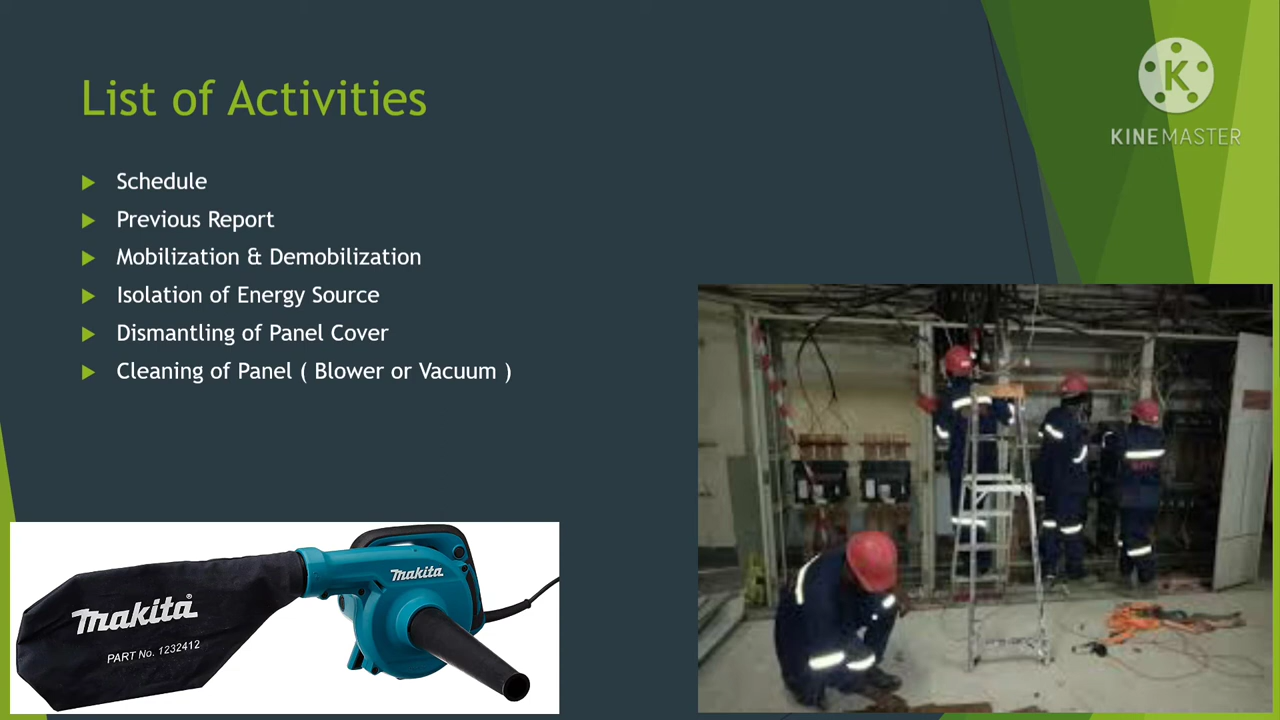 List of Activities
Schedule
Previous Report
Mobilization & Demobilization
Isolation of Energy Source
Dismantling of Panel Cover
Cleaning of Panel ( Blower or Vacuum )
K
KINEMASTER
makita
makita®
PART No. 1232412